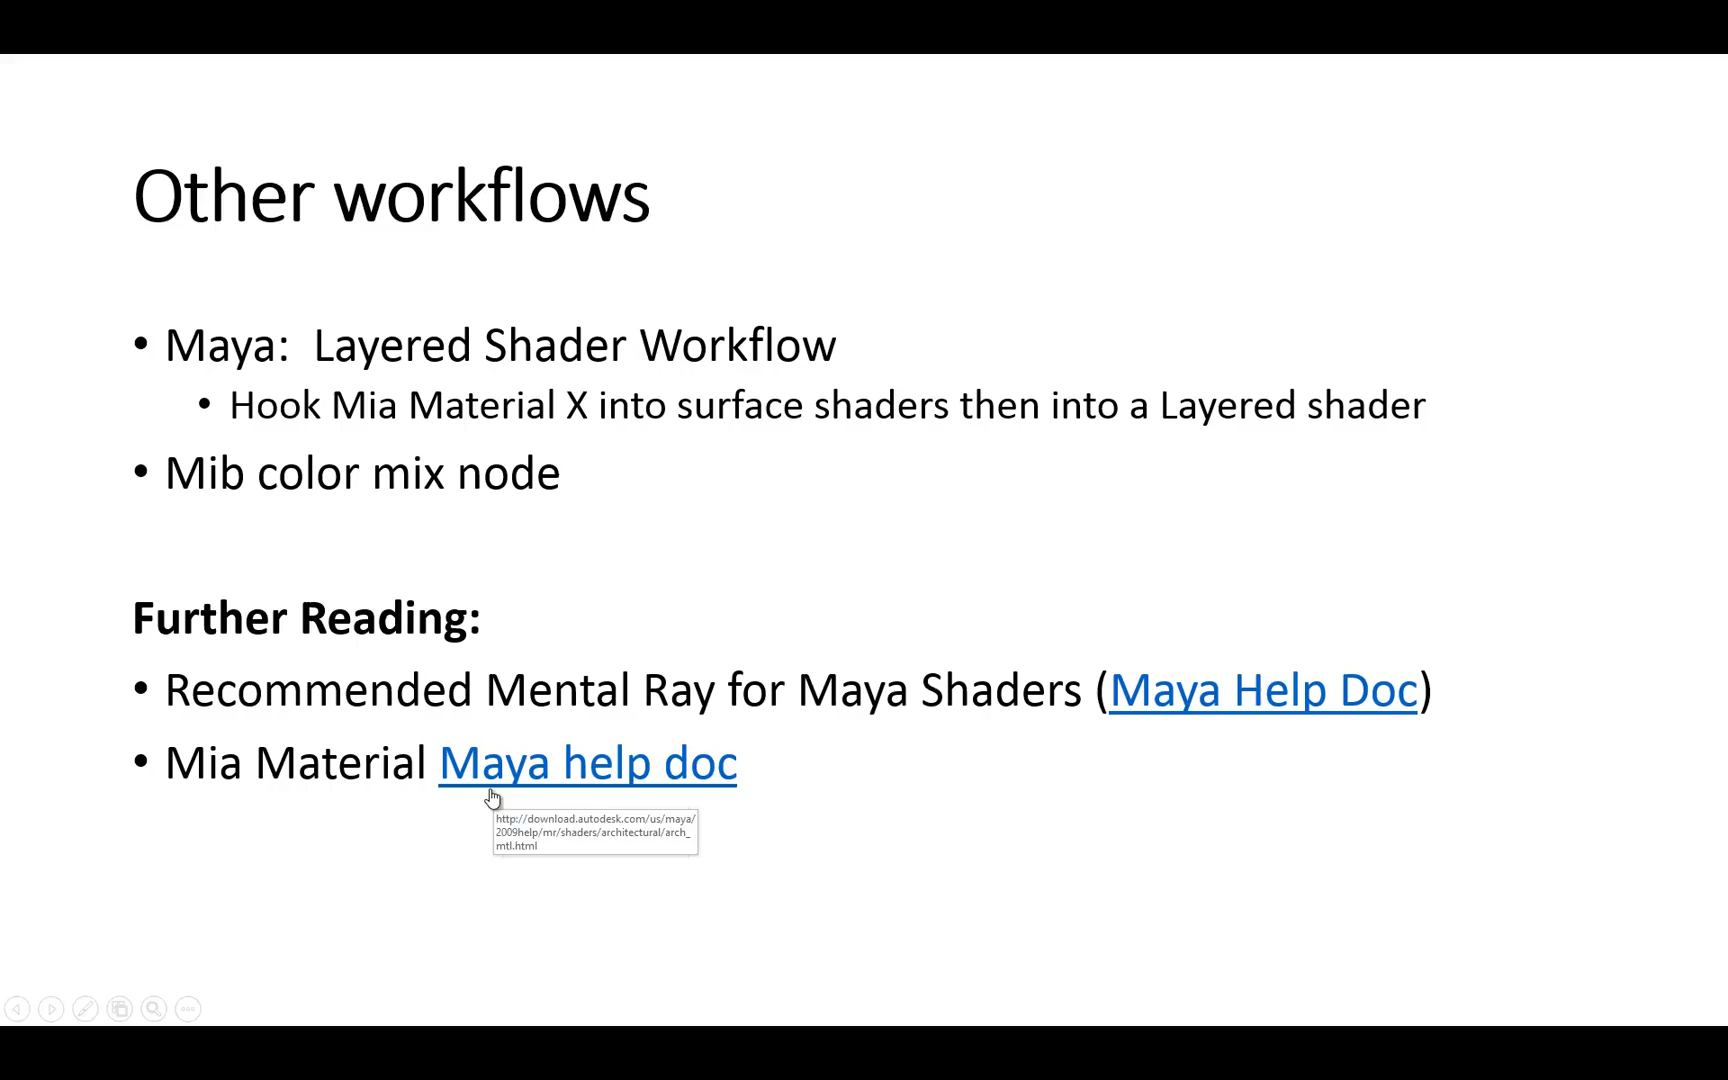 Other workflows
• Maya:  Layered Shader Workflow
• Hook Mia Material X into surface shaders then into a Layered shader
• Mib color mix node
Further Reading:
• Recommended Mental Ray for Maya Shaders (Maya Help Doc)
• Mia Material Maya help doc
http://download.autodesk.com/us/maya/
2009help/mr/shaders/architectural/arch_
mtl.html